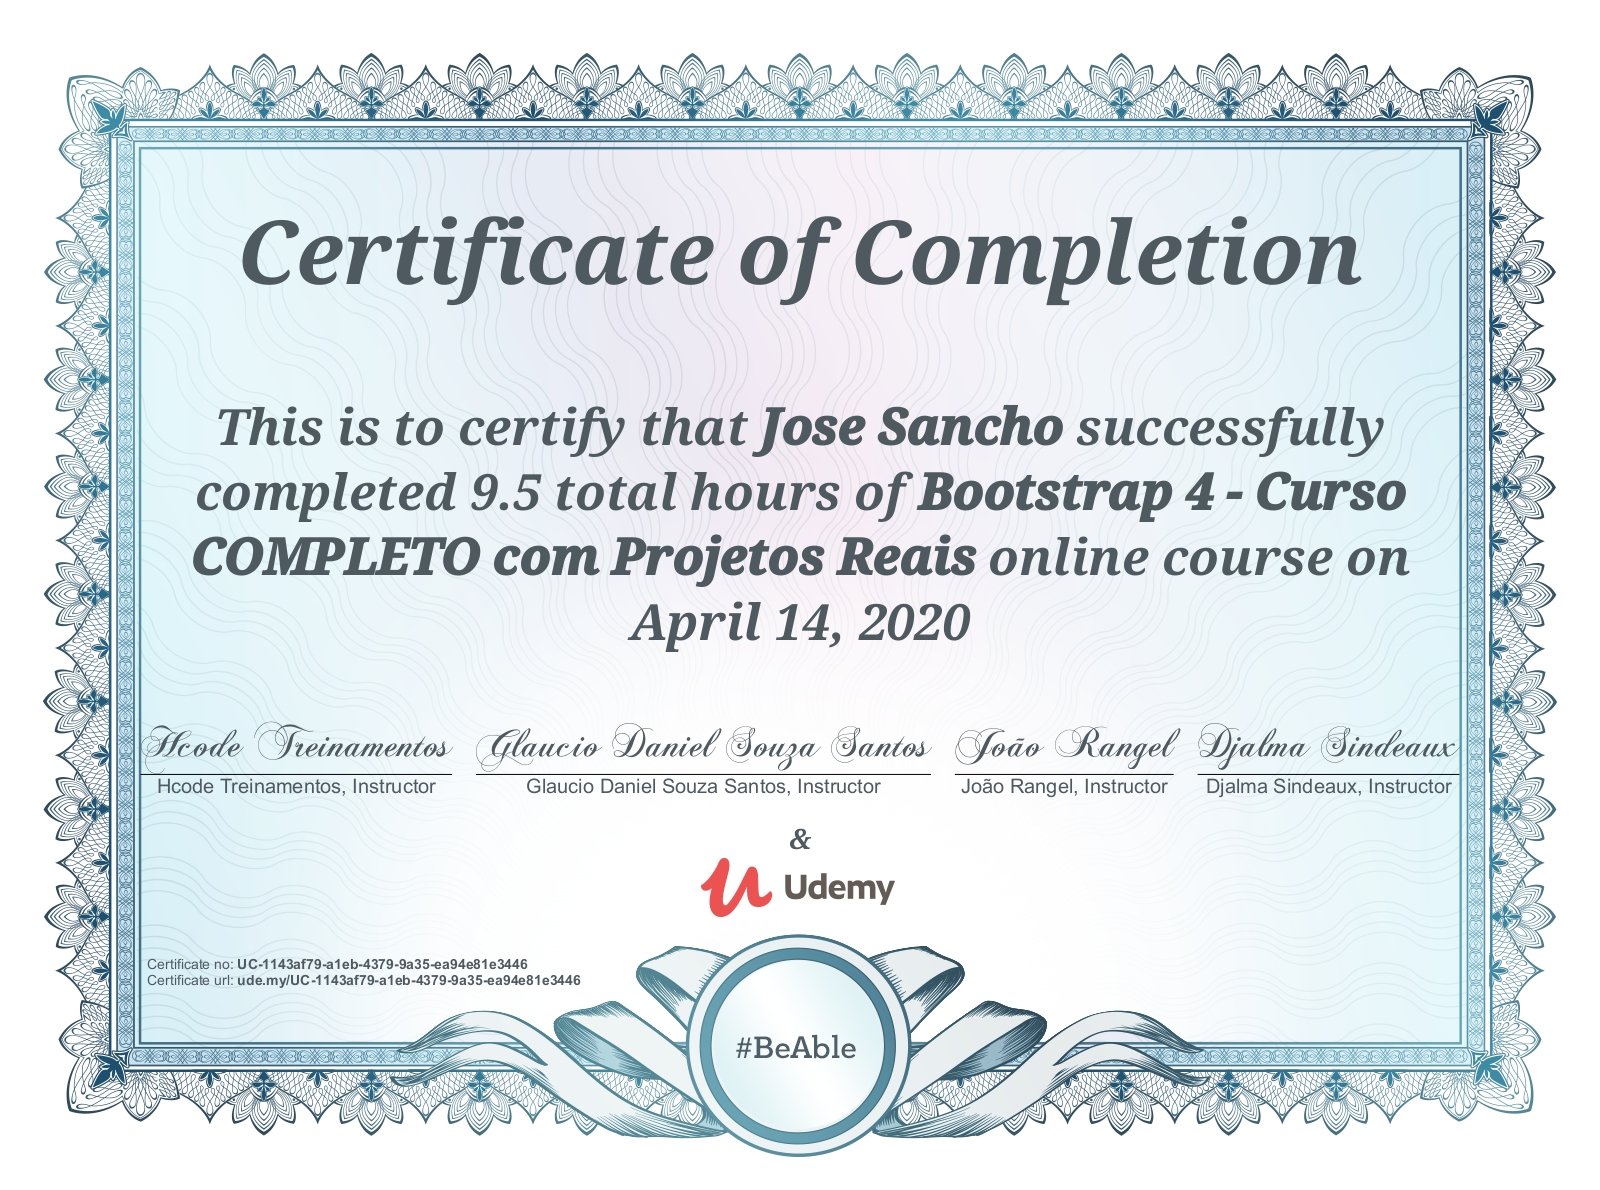 Certificate of Completion
This is to certify that Jose Sancho successfully
completed 9.5 total hours of Bootstrap 4 - Curso
COMPLETO com Projetos Reais online course on
April 14, 2020
Hcode Treinamentos Glaucio Daniel Souza Santos João Rangel Djalma Sindeaux
Hcode Treinamentos, Instructor Glaucio Daniel Souza Santos, Instructor João Rangel, Instructor Djalma Sindeaux, Instructor
&
Udemy
Certificate no: UC-1143af79-a1eb-4379-9a35-ea94e81e3446
Certificate url: ude.my/UC-1143af79-a1eb-4379-9a35-ea94e81e3446
#BeAble